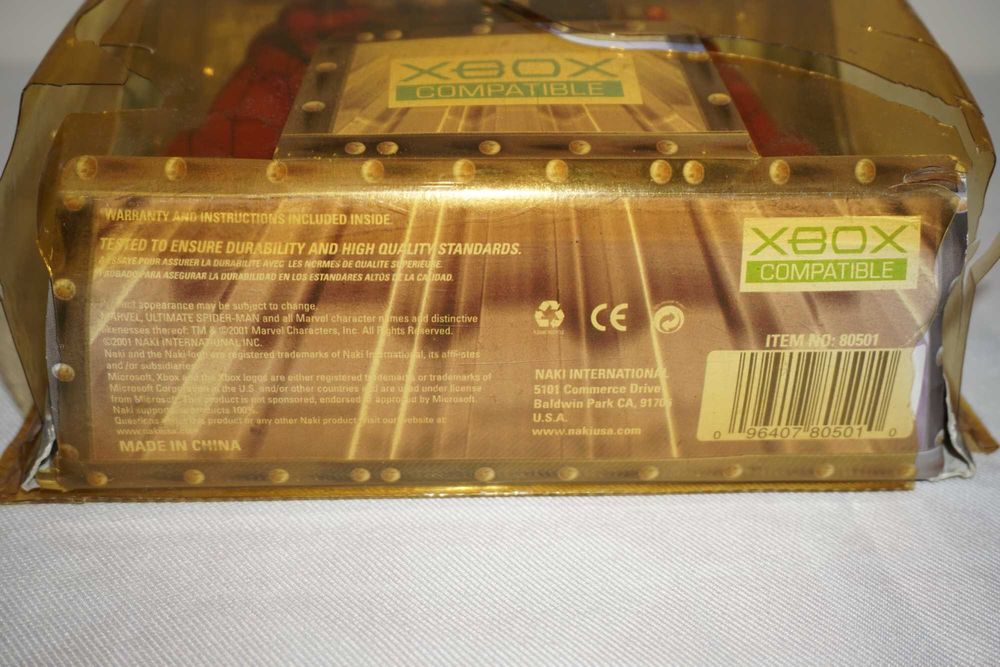 XBOX
COMPATIBLE
WARRANTY AND INSTRUCTIONS INCLUDED INSIDE.
TESTED TO ENSURE DURABILITY AND HIGH QUALITY STANDARDS.
ESSAYE POUR ASSURER LA DURABILITE AVEC LES NORMES DE QUALITE SUPERIEURE.
PROBADO PARA ASEGURAR LA DURABILIDAD EN LOS ESTANDARES ALTOS DE LA CALIDAD.
XBOX
COMPATIBLE
Product appearance may be subject to change.
MARVEL, ULTIMATE SPIDER-MAN and all Marvel character names and distinctive
likenesses thereof: TM & ©2001 Marvel Characters, Inc. All Rights Reserved.
©2001 NAKI INTERNATIONAL, INC.
Naki and the Naki logo are registered trademarks of Naki International, its affiliates
and /or subsidiaries.
Microsoft, Xbox and the Xbox logos are either registered trademarks or trademarks of
Microsoft Corporation in the U.S. and/or other countries and are used under license
from Microsoft. This product is not sponsored, endorsed or approved by Microsoft.
Naki supports products 100%.
Questions about this product or any other Naki product visit our website at:
www.nakiusa.com
MADE IN CHINA
CE
NAKI INTERNATIONAL
5101 Commerce Drive
Baldwin Park CA, 91706
U.S.A.
www.nakiusa.com
ITEM NO: 80501
0 96407 80501 0